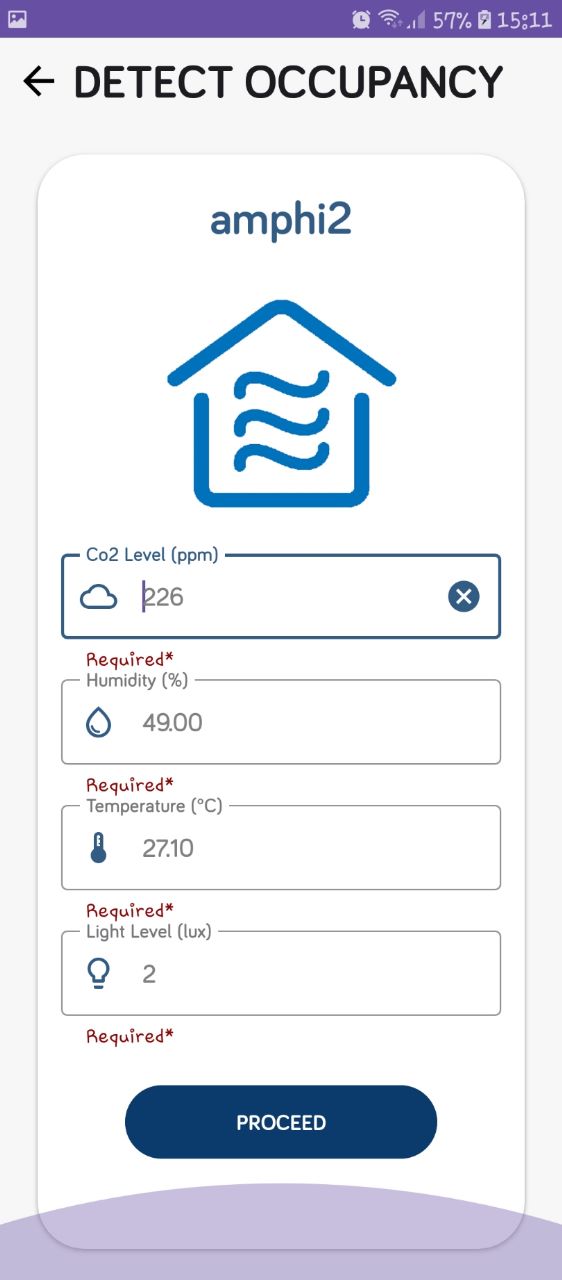 57% 15:11
DETECT OCCUPANCY
amphi2
Co2 Level (ppm)
226
Required*
Humidity (%)
49.00
Required*
Temperature (°C)
27.10
Required*
Light Level (lux)
2
Required*
PROCEED